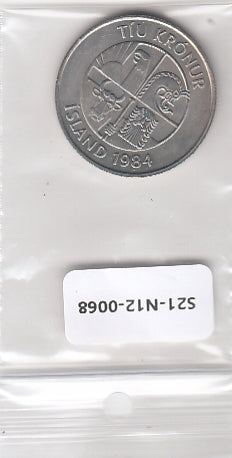 TÍU KRÓNUR
ÍSLAND 1984
S21-N12-0068